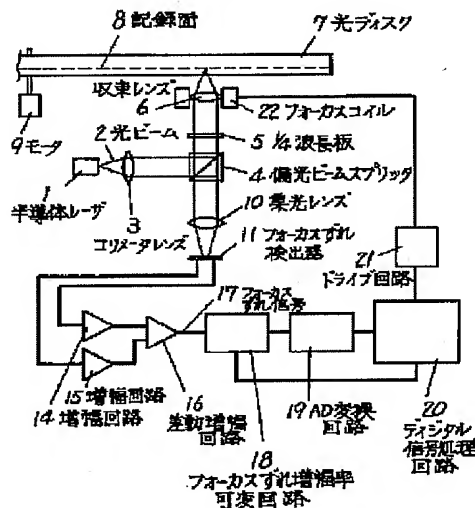 8 記録面
7 光ディスク
収束レンズ
6
22 フォーカスコイル
9 モータ
2 光ビーム
5 1/4 波長板
1
半導体レーザ
4 偏光ビームスプリッタ
3
コリメータレンズ
10 集光レンズ
11 フォーカスずれ
検出器
21
ドライブ回路
17 フォーカス
ずれ信号
15 増幅回路
14 増幅回路
16
差動増幅
回路
18
フォーカスずれ増幅率
可変回路
19 AD変換
回路
20
ディジタル
信号処理
回路